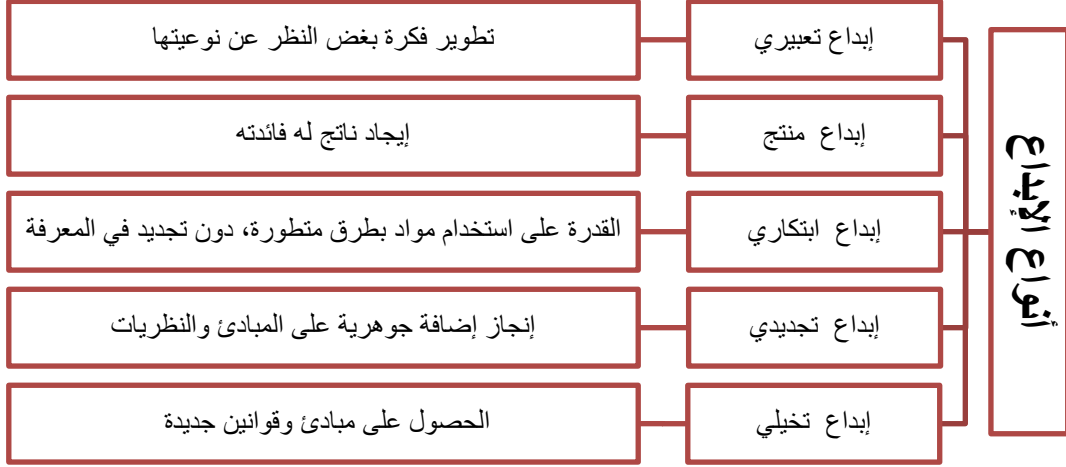 أنواع الإبداع
إبداع تعبيري
تطوير فكرة بغض النظر عن نوعيتها
إبداع منتج
إيجاد ناتج له فائدته
إبداع ابتكاري
القدرة على استخدام مواد بطرق متطورة، دون تجديد في المعرفة
إبداع تجديدي
إنجاز إضافة جوهرية على المبادئ والنظريات
إبداع تخيلي
الحصول على مبادئ وقوانين جديدة